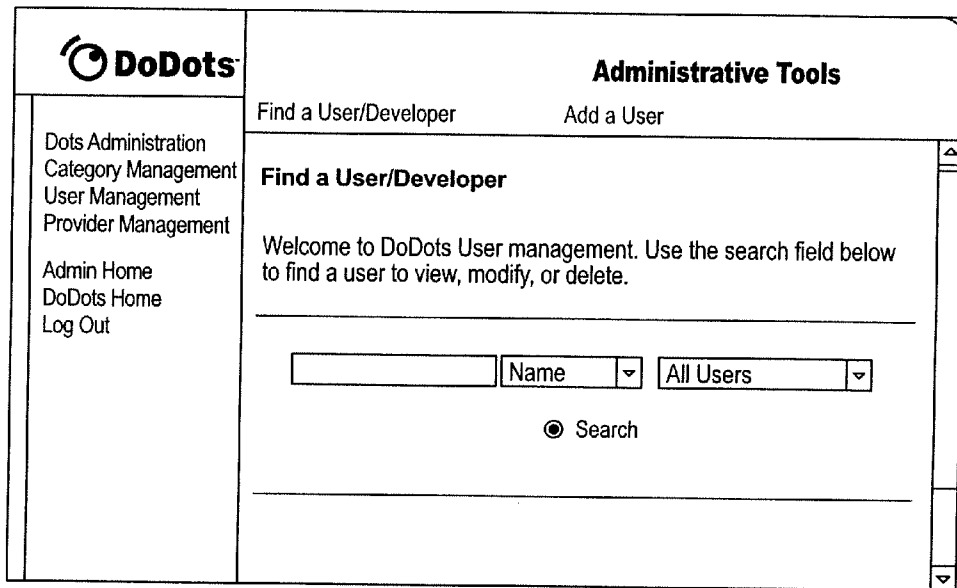 DoDots™
Administrative Tools
Find a User/Developer
Add a User
Dots Administration
Category Management
User Management
Provider Management
Admin Home
DoDots Home
Log Out
Find a User/Developer
Welcome to DoDots User management. Use the search field below
to find a user to view, modify, or delete.
Name
All Users
Search